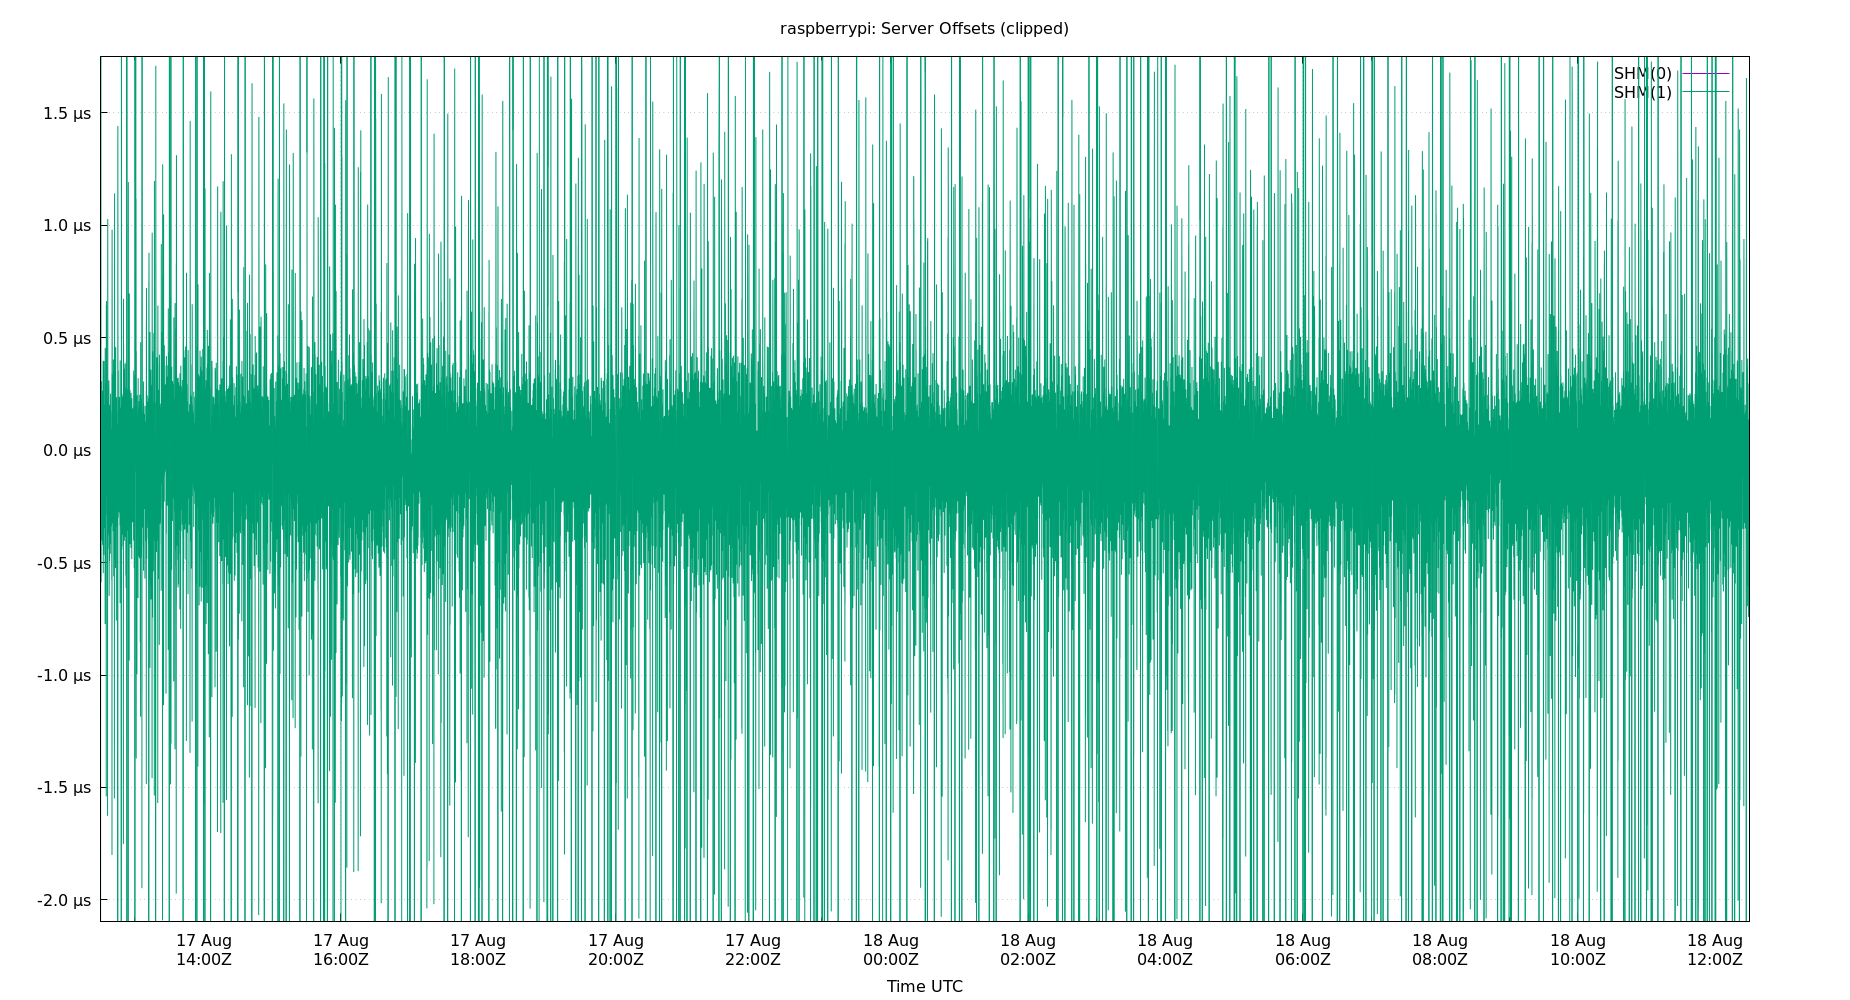 raspberrypi: Server Offsets (clipped)
SHM(0)
SHM(1)
1.5 µs
1.0 µs
0.5 µs
0.0 µs
-0.5 µs
-1.0 µs
-1.5 µs
-2.0 µs
17 Aug 17 Aug 17 Aug 17 Aug 17 Aug 18 Aug 18 Aug 18 Aug 18 Aug 18 Aug 18 Aug 18 Aug
14:00Z 16:00Z 18:00Z 20:00Z 22:00Z 00:00Z 02:00Z 04:00Z 06:00Z 08:00Z 10:00Z 12:00Z
Time UTC